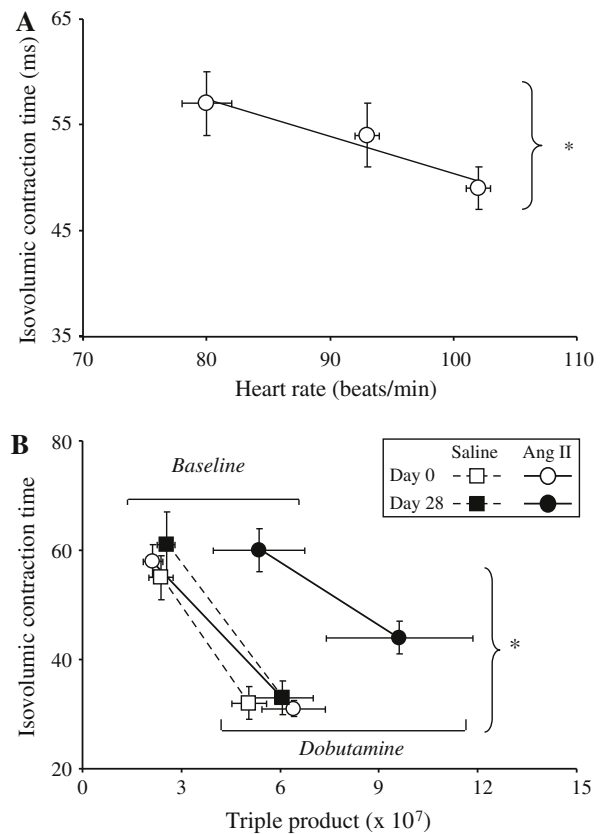 A
Isovolumic contraction time (ms)
65
55
45
35
70 80 90 100 110
Heart rate (beats/min)
*
B
Isovolumic contraction time
80
60
40
20
0 3 6 9 12 15
Triple product (x 10⁷)
Baseline
Dobutamine
Saline Ang II
Day 0
Day 28
*